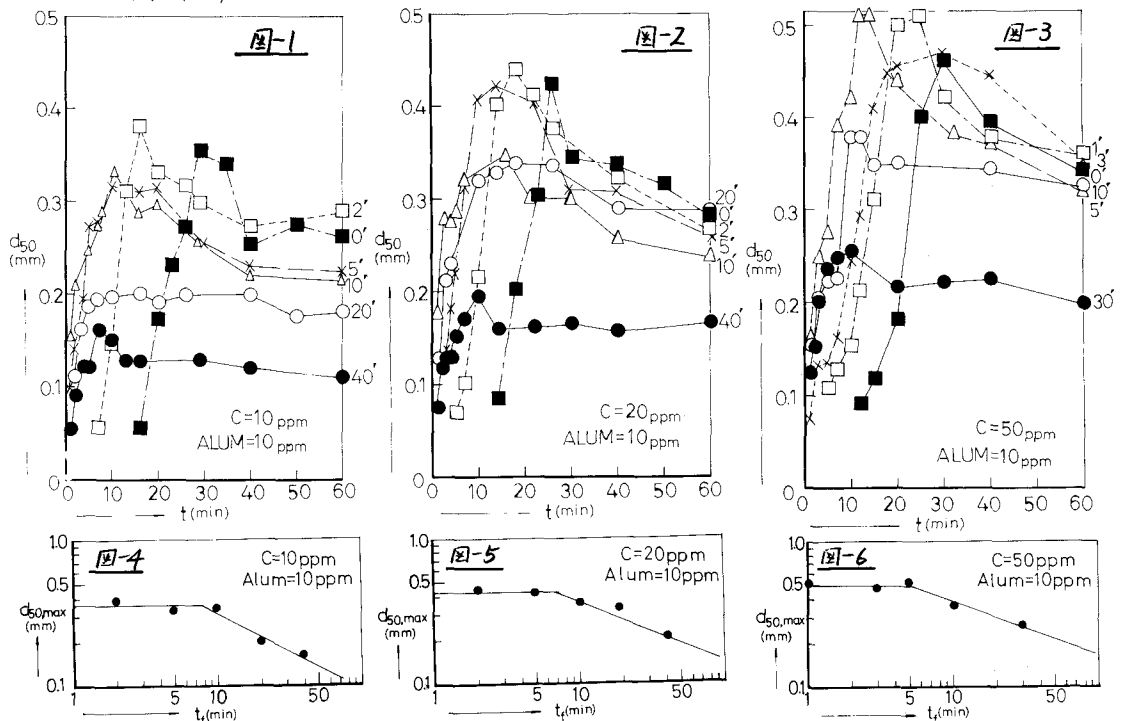 図-1
0.5
0.4
0.3
d50
(mm)
0.2
0.1
0
0 10 20 30 40 50 60
t (min)
2'
0'
5'
10'
20'
40'
C=10ppm
ALUM=10ppm
図-2
0.5
0.4
0.3
d50
(mm)
0.2
0.1
0
0 10 20 30 40 50 60
t (min)
20'
0'
2'
5'
10'
40'
C=20ppm
ALUM=10ppm
図-3
0.5
0.4
0.3
d50
(mm)
0.2
0.1
0
0 10 20 30 40 50 60
t (min)
1'
3'
0'
10'
5'
30'
C=50ppm
ALUM=10ppm
図-4
C=10ppm
Alum=10ppm
1.0
0.5
d50,max
(mm)
0.1
1 5 10 50
tf(min)
図-5
C=20ppm
Alum=10ppm
1.0
0.5
d50,max
(mm)
0.1
1 5 10 50
tf(min)
図-6
C=50ppm
Alum=10ppm
1.0
0.5
d50,max
(mm)
0.1
1 5 10 50
tf(min)